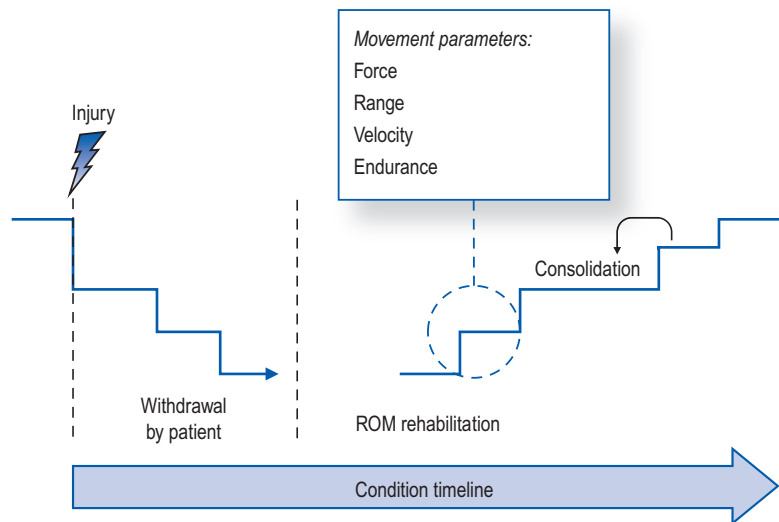 Movement parameters:
Force
Range
Velocity
Endurance
Injury
Consolidation
Withdrawal
by patient
ROM rehabilitation
Condition timeline